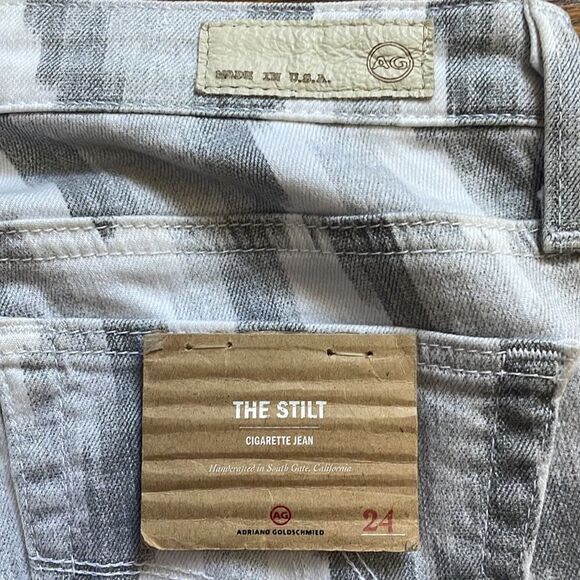 AG
MADE IN U.S.A.
THE STILT
CIGARETTE JEAN
Handcrafted in South Gate, California
AG
ADRIANO GOLDSCHMIED
24